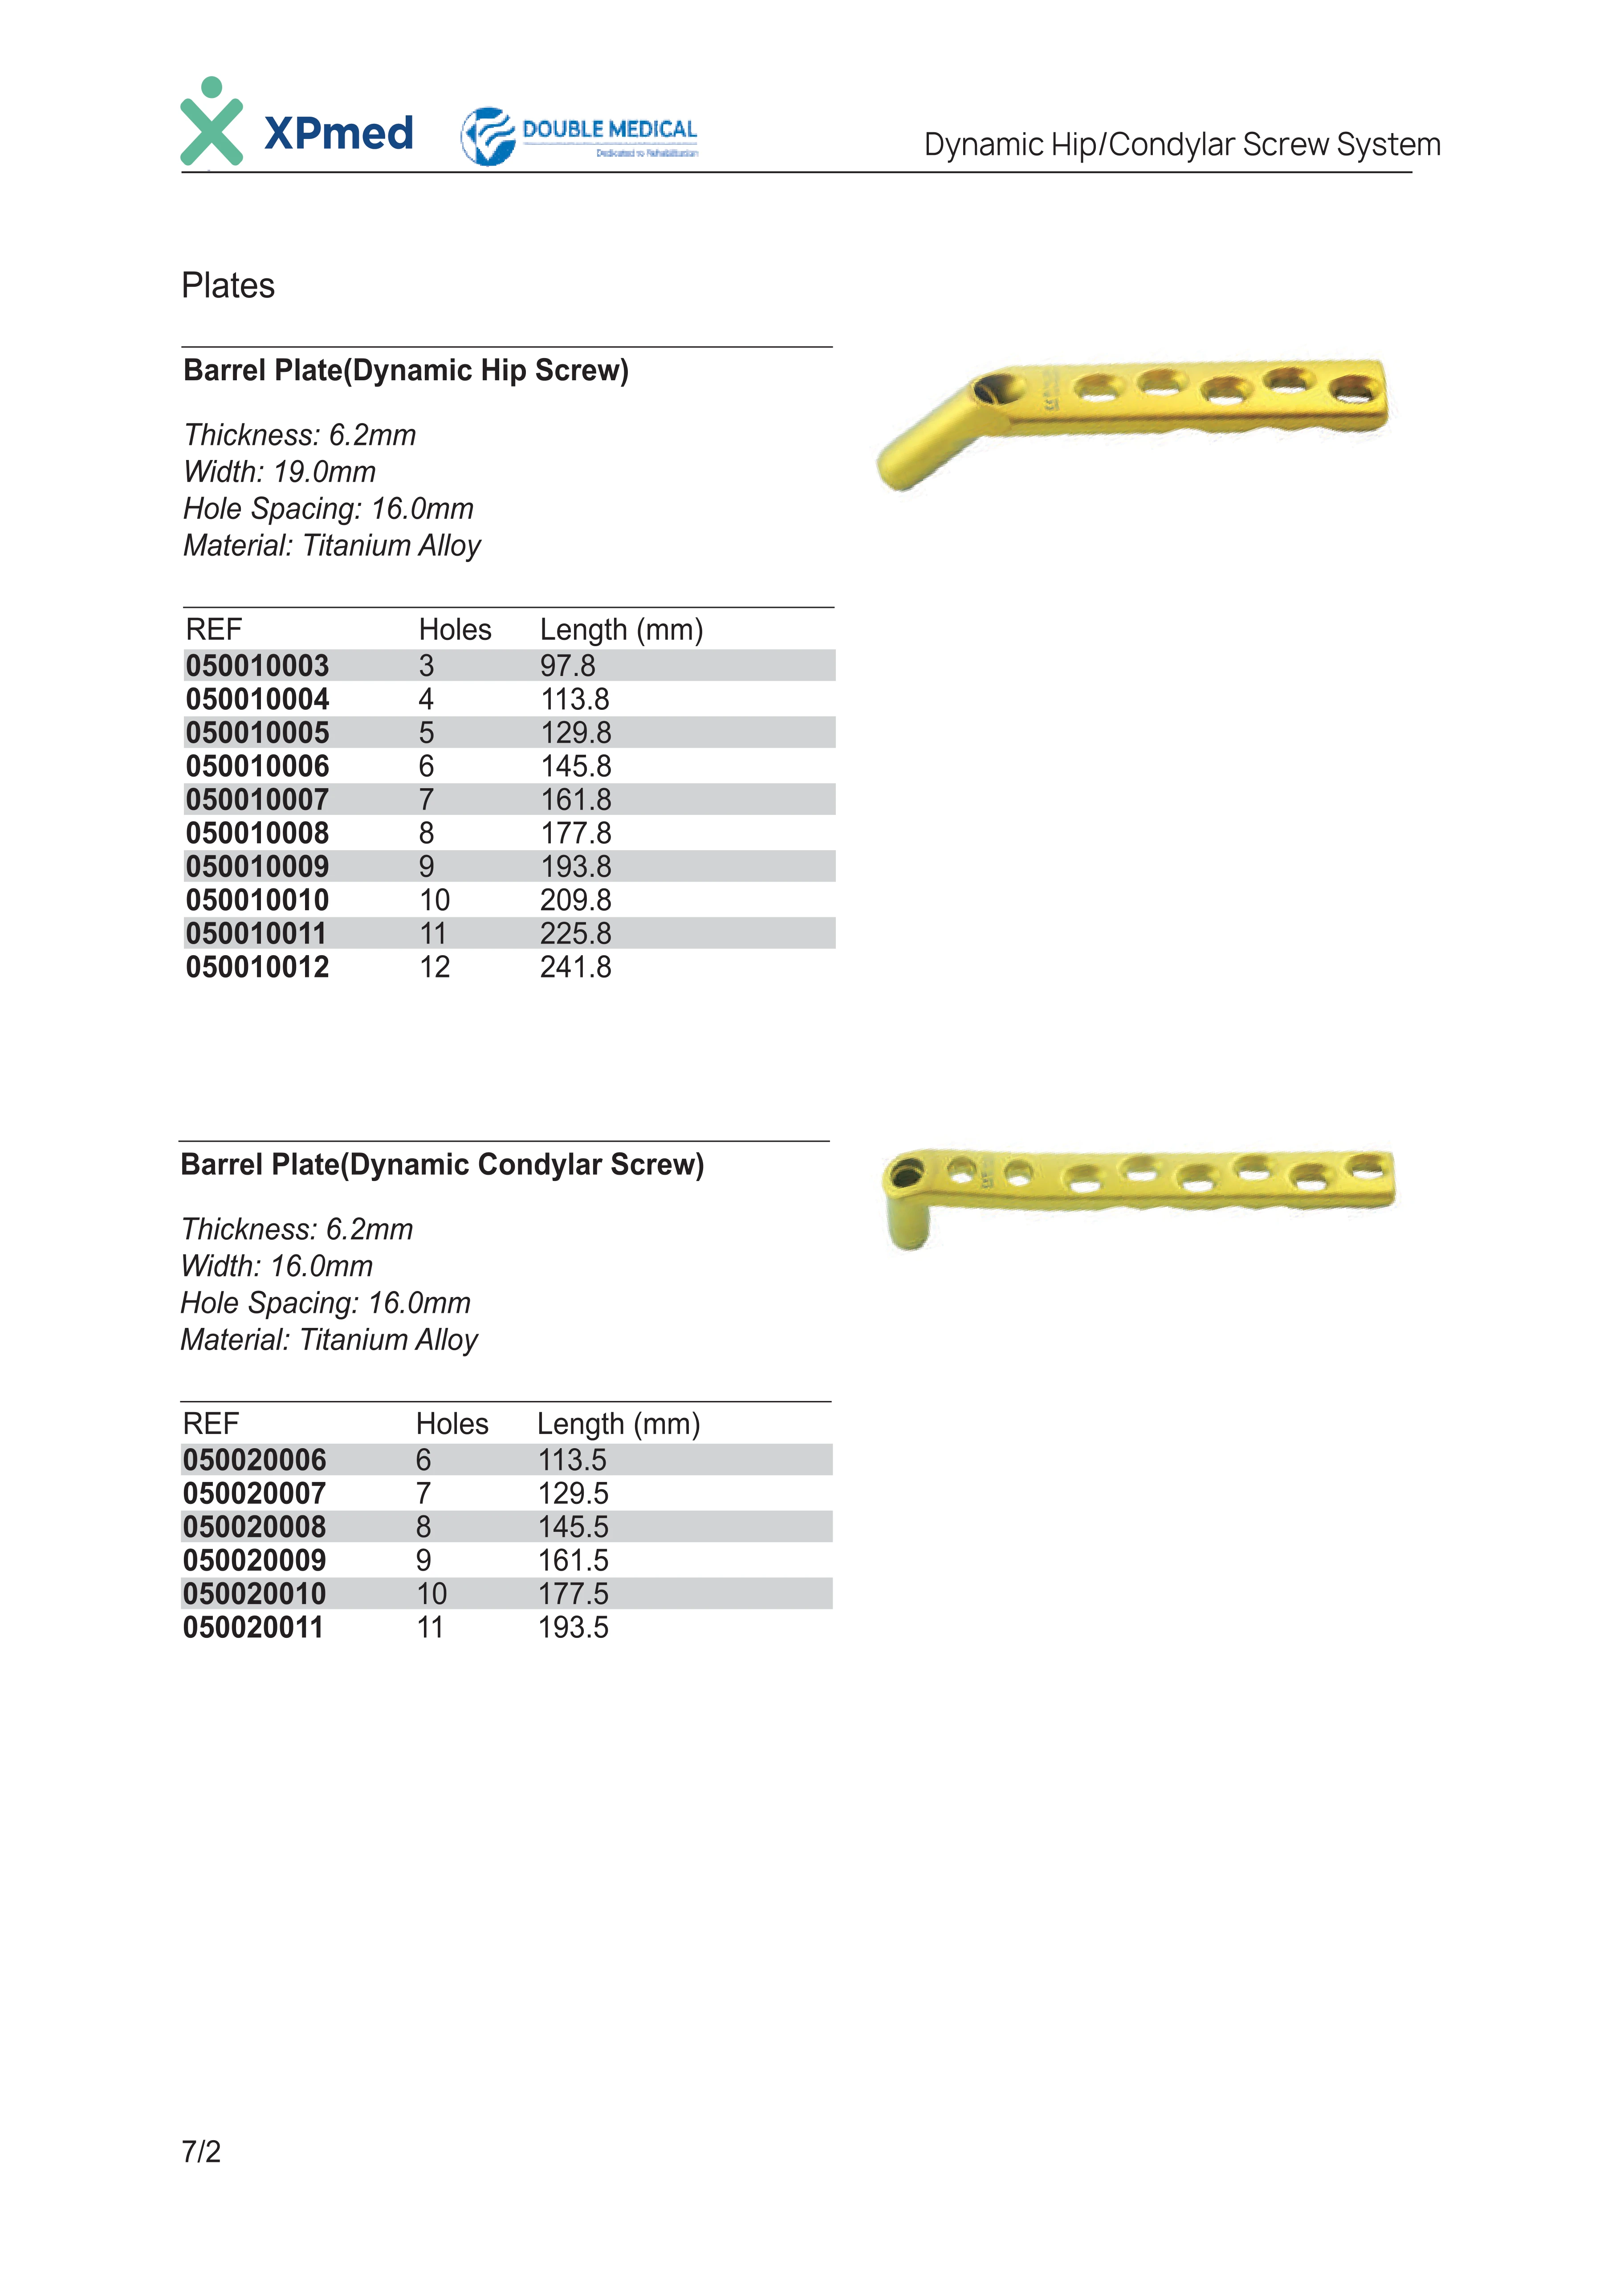 XPmed
DOUBLE MEDICAL
Dedicated to Rehabilitation
Dynamic Hip/Condylar Screw System
Plates
Barrel Plate(Dynamic Hip Screw)
Thickness: 6.2mm
Width: 19.0mm
Hole Spacing: 16.0mm
Material: Titanium Alloy
REF Holes Length (mm)
050010003 3 97.8
050010004 4 113.8
050010005 5 129.8
050010006 6 145.8
050010007 7 161.8
050010008 8 177.8
050010009 9 193.8
050010010 10 209.8
050010011 11 225.8
050010012 12 241.8
Barrel Plate(Dynamic Condylar Screw)
Thickness: 6.2mm
Width: 16.0mm
Hole Spacing: 16.0mm
Material: Titanium Alloy
REF Holes Length (mm)
050020006 6 113.5
050020007 7 129.5
050020008 8 145.5
050020009 9 161.5
050020010 10 177.5
050020011 11 193.5
7/2